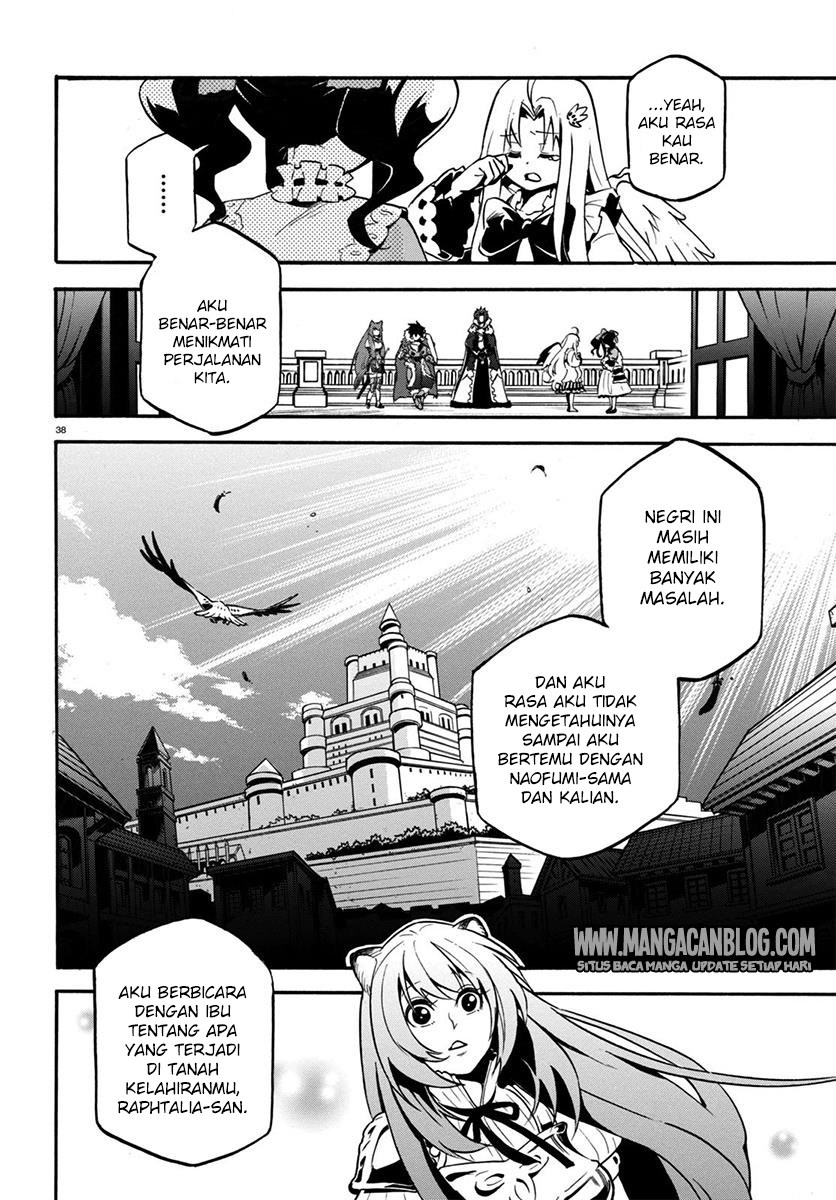 ...YEAH,
AKU RASA
KAU
BENAR.
......
AKU
BENAR-BENAR
MENIKMATI
PERJALANAN
KITA.
38
NEGRI INI
MASIH
MEMILIKI
BANYAK
MASALAH.
DAN AKU
RASA AKU TIDAK
MENGETAHUINYA
SAMPAI AKU
BERTEMU DENGAN
NAOFUMI-SAMA
DAN KALIAN.
WWW.MANGACANBLOG.COM
SITUS BACA MANGA UPDATE SETIAP HARI
AKU BERBICARA
DENGAN IBU
TENTANG APA
YANG TERJADI
DI TANAH
KELAHIRANMU,
RAPHTALIA-SAN.